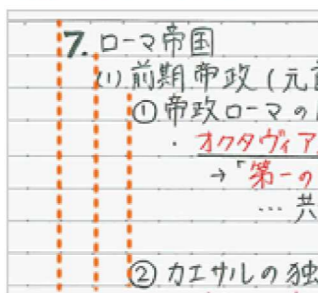 7. ローマ帝国
(1) 前期帝政(元
① 帝政ローマの
・オクタヴィア
→「第一の
… 共
② カエサルの独